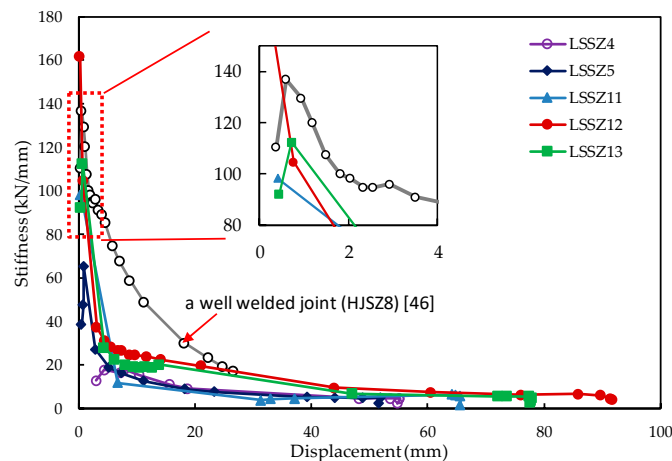 180
160
140
120
100
80
60
40
20
0
0 20 40 60 80 100
Stiffness (kN/mm)
Displacement (mm)
140
120
100
80
0 2 4
LSSZ4
LSSZ5
LSSZ11
LSSZ12
LSSZ13
a well welded joint (HJSZ8) [46]